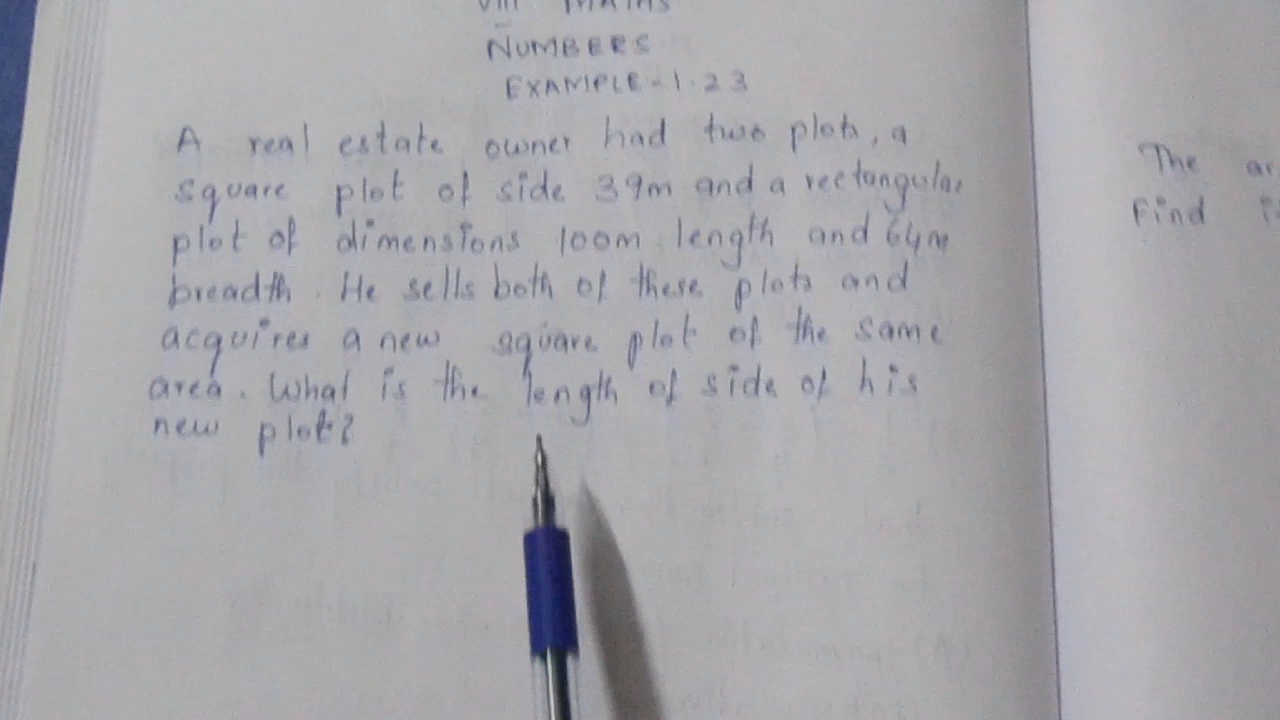 VIII MATHS
NUMBERS
EXAMPLE-1.23
A real estate owner had two plots, a
square plot of side 39m and a rectangular
plot of dimensions 100m length and 64m
breadth. He sells both of these plots and
acquires a new square plot of the same
area. What is the length of side of his
new plot?
The
Find